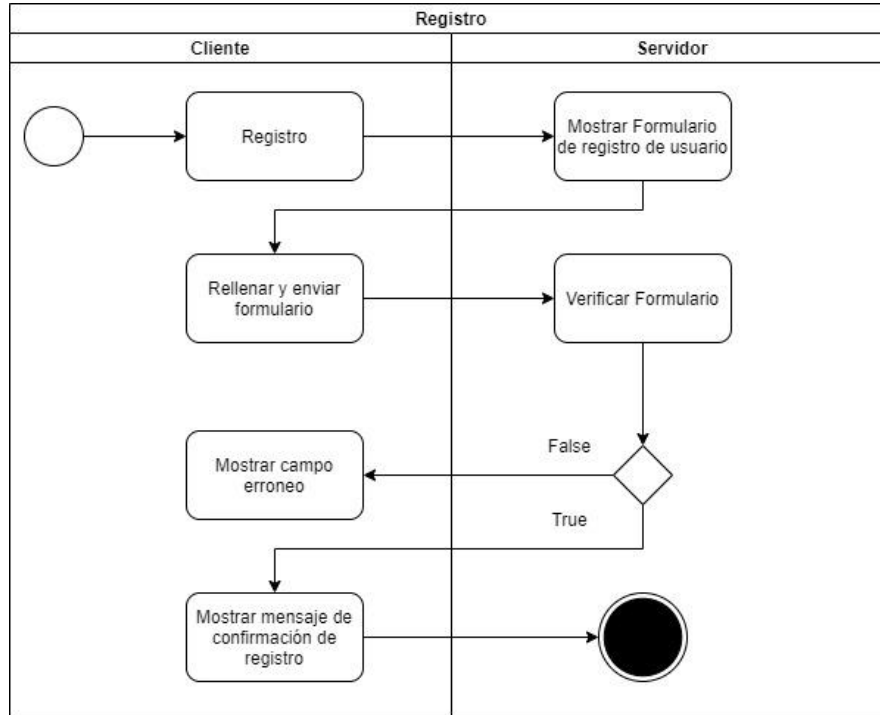 Registro
Cliente
Servidor
Registro
Mostrar Formulario
de registro de usuario
Rellenar y enviar
formulario
Verificar Formulario
False
Mostrar campo
erroneo
True
Mostrar mensaje de
confirmación de
registro